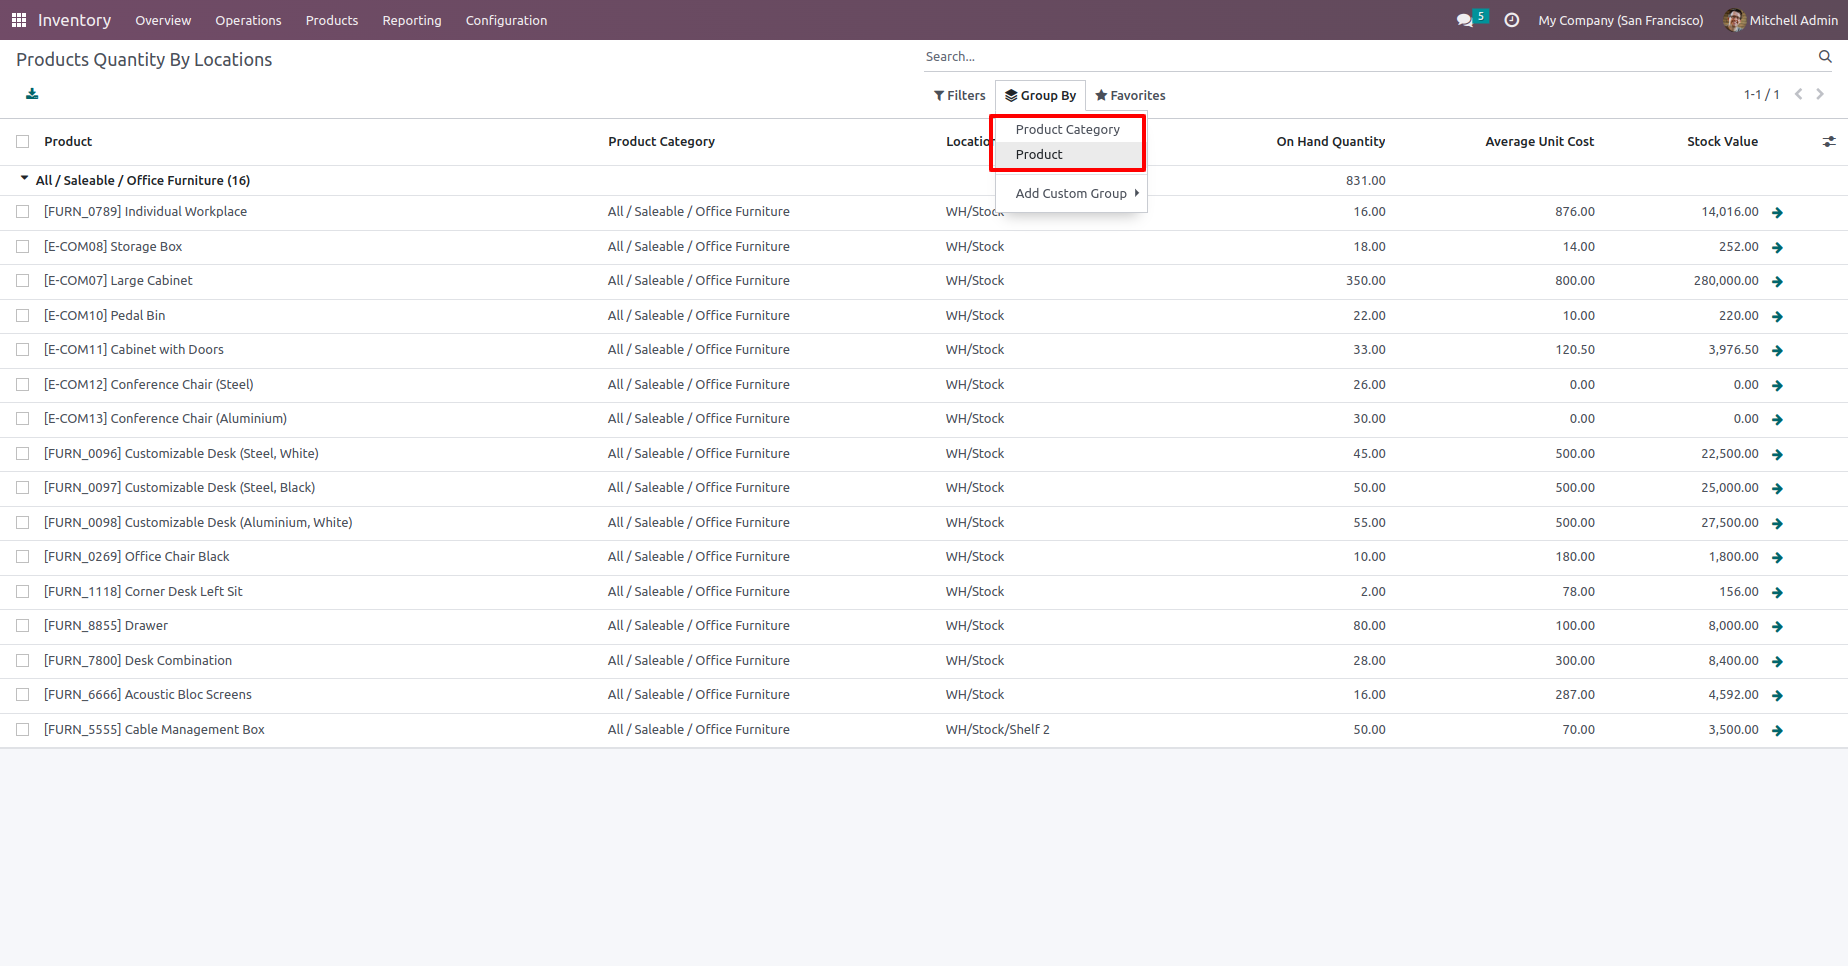 Inventory Overview Operations Products Reporting Configuration 5 My Company (San Francisco) Mitchell Admin
Products Quantity By Locations Search...
Filters Group By Favorites 1-1 / 1
Product Category
Product
Add Custom Group
Product Product Category Location On Hand Quantity Average Unit Cost Stock Value
All / Saleable / Office Furniture (16) 831.00
[FURN_0789] Individual Workplace All / Saleable / Office Furniture WH/Stock 16.00 876.00 14,016.00
[E-COM08] Storage Box All / Saleable / Office Furniture WH/Stock 18.00 14.00 252.00
[E-COM07] Large Cabinet All / Saleable / Office Furniture WH/Stock 350.00 800.00 280,000.00
[E-COM10] Pedal Bin All / Saleable / Office Furniture WH/Stock 22.00 10.00 220.00
[E-COM11] Cabinet with Doors All / Saleable / Office Furniture WH/Stock 33.00 120.50 3,976.50
[E-COM12] Conference Chair (Steel) All / Saleable / Office Furniture WH/Stock 26.00 0.00 0.00
[E-COM13] Conference Chair (Aluminium) All / Saleable / Office Furniture WH/Stock 30.00 0.00 0.00
[FURN_0096] Customizable Desk (Steel, White) All / Saleable / Office Furniture WH/Stock 45.00 500.00 22,500.00
[FURN_0097] Customizable Desk (Steel, Black) All / Saleable / Office Furniture WH/Stock 50.00 500.00 25,000.00
[FURN_0098] Customizable Desk (Aluminium, White) All / Saleable / Office Furniture WH/Stock 55.00 500.00 27,500.00
[FURN_0269] Office Chair Black All / Saleable / Office Furniture WH/Stock 10.00 180.00 1,800.00
[FURN_1118] Corner Desk Left Sit All / Saleable / Office Furniture WH/Stock 2.00 78.00 156.00
[FURN_8855] Drawer All / Saleable / Office Furniture WH/Stock 80.00 100.00 8,000.00
[FURN_7800] Desk Combination All / Saleable / Office Furniture WH/Stock 28.00 300.00 8,400.00
[FURN_6666] Acoustic Bloc Screens All / Saleable / Office Furniture WH/Stock 16.00 287.00 4,592.00
[FURN_5555] Cable Management Box All / Saleable / Office Furniture WH/Stock/Shelf 2 50.00 70.00 3,500.00